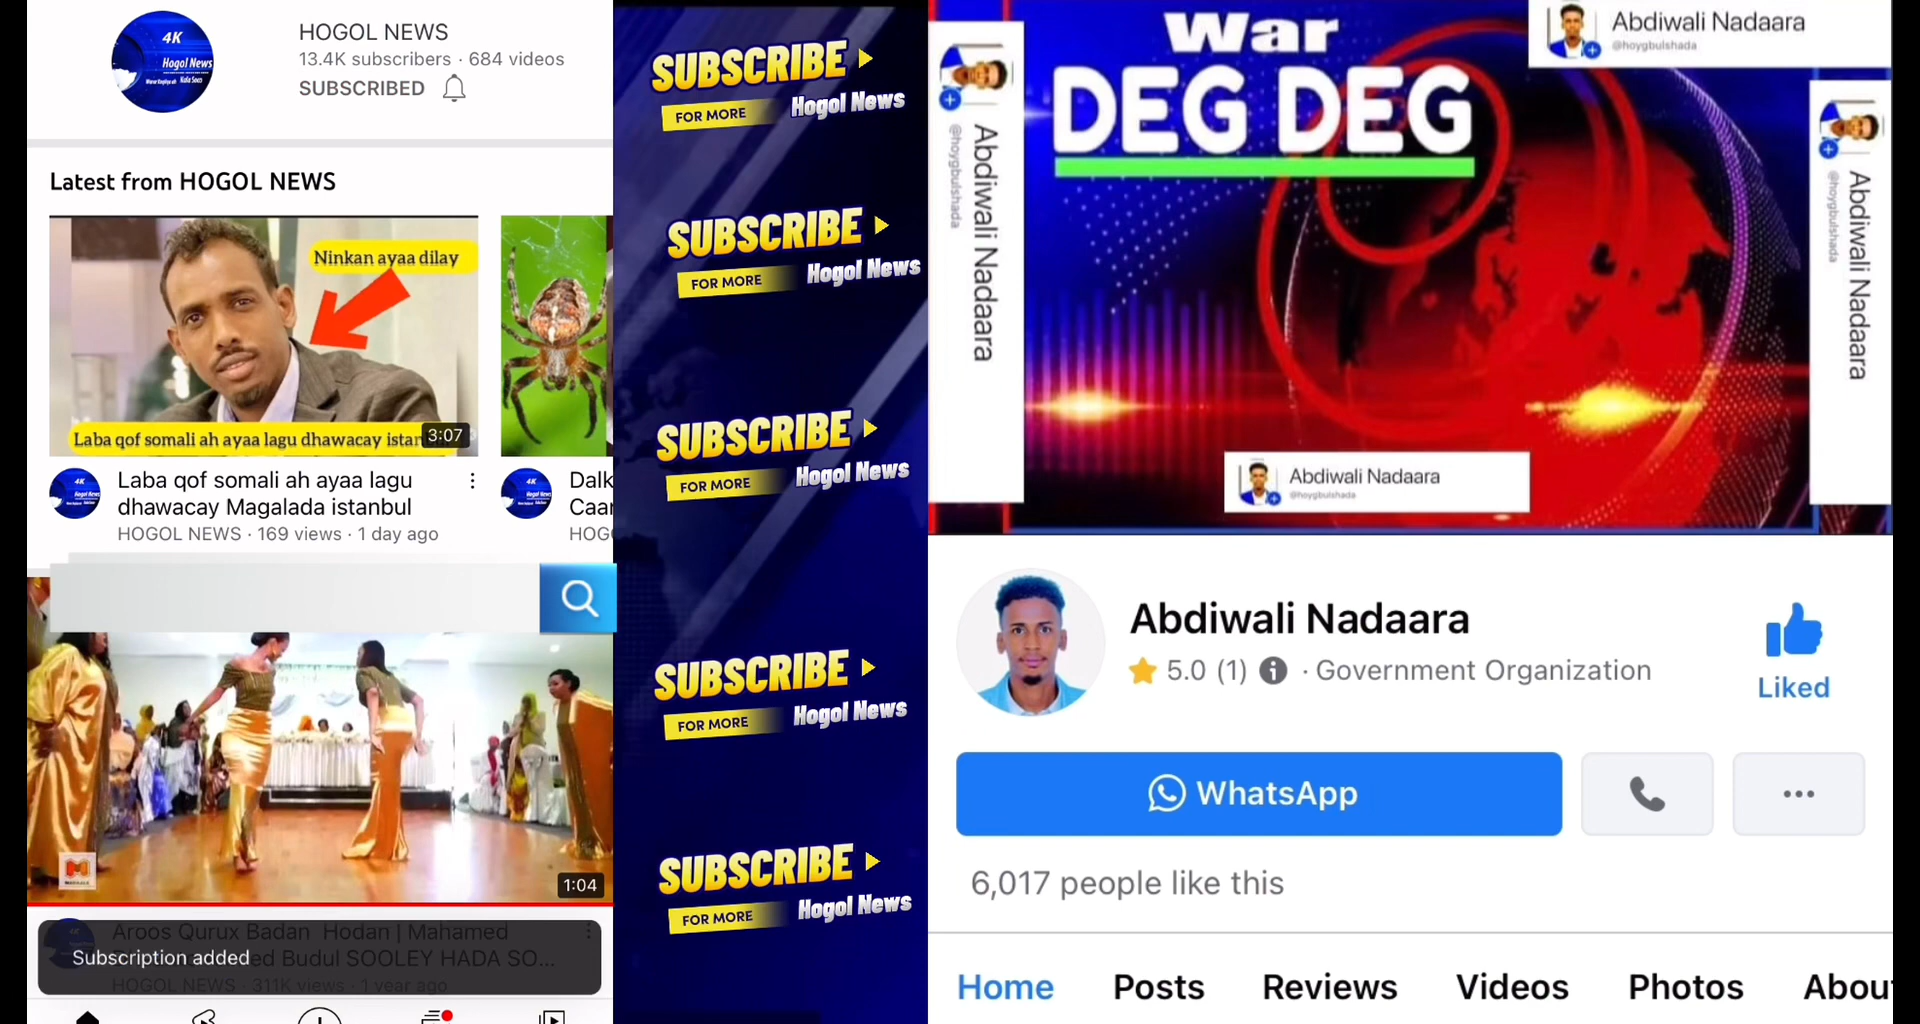 4K
Hogol News
HOGOL NEWS
13.4K subscribers · 684 videos
SUBSCRIBED
Latest from HOGOL NEWS
Ninkan ayaa dilay
Laba qof somali ah ayaa lagu dhawacay istan
3:07
Laba qof somali ah ayaa lagu
dhawacay Magalada istanbul
HOGOL NEWS · 169 views · 1 day ago
Dalk
Caar
HOG
1:04
Aroos Qurux Badan Hodan | Mahamed
ed Budul SOOLEY HADA SO...
HOGOL NEWS · 311K views · 1 year ago
Subscription added
SUBSCRIBE
FOR MORE
Hogol News
SUBSCRIBE
FOR MORE
Hogol News
SUBSCRIBE
FOR MORE
Hogol News
SUBSCRIBE
FOR MORE
Hogol News
SUBSCRIBE
FOR MORE
Hogol News
War
DEG DEG
Abdiwali Nadaara
@hoygbulshada
Abdiwali Nadaara
@hoygbulshada
Abdiwali Nadaara
@hoygbulshada
Abdiwali Nadaara
@hoygbulshada
Abdiwali Nadaara
5.0 (1) · Government Organization
Liked
WhatsApp
6,017 people like this
Home Posts Reviews Videos Photos Abou